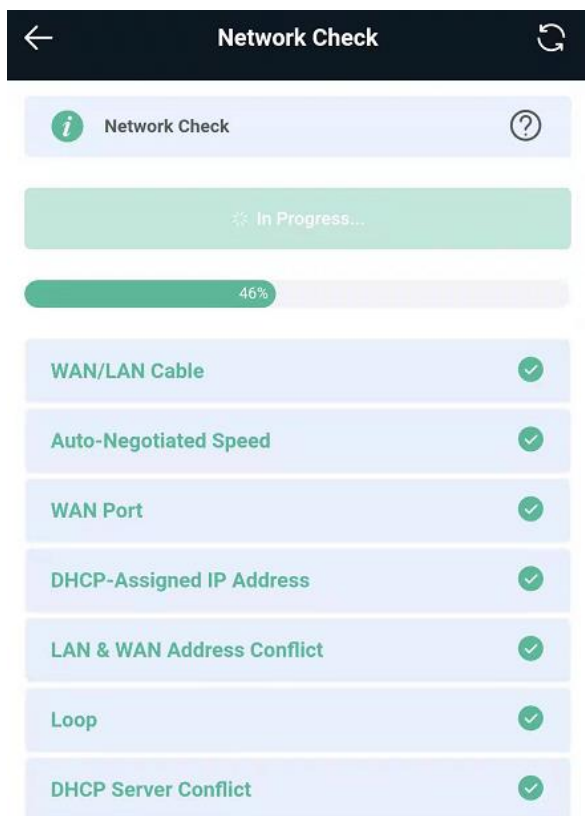 Network Check
Network Check
In Progress...
46%
WAN/LAN Cable
Auto-Negotiated Speed
WAN Port
DHCP-Assigned IP Address
LAN & WAN Address Conflict
Loop
DHCP Server Conflict